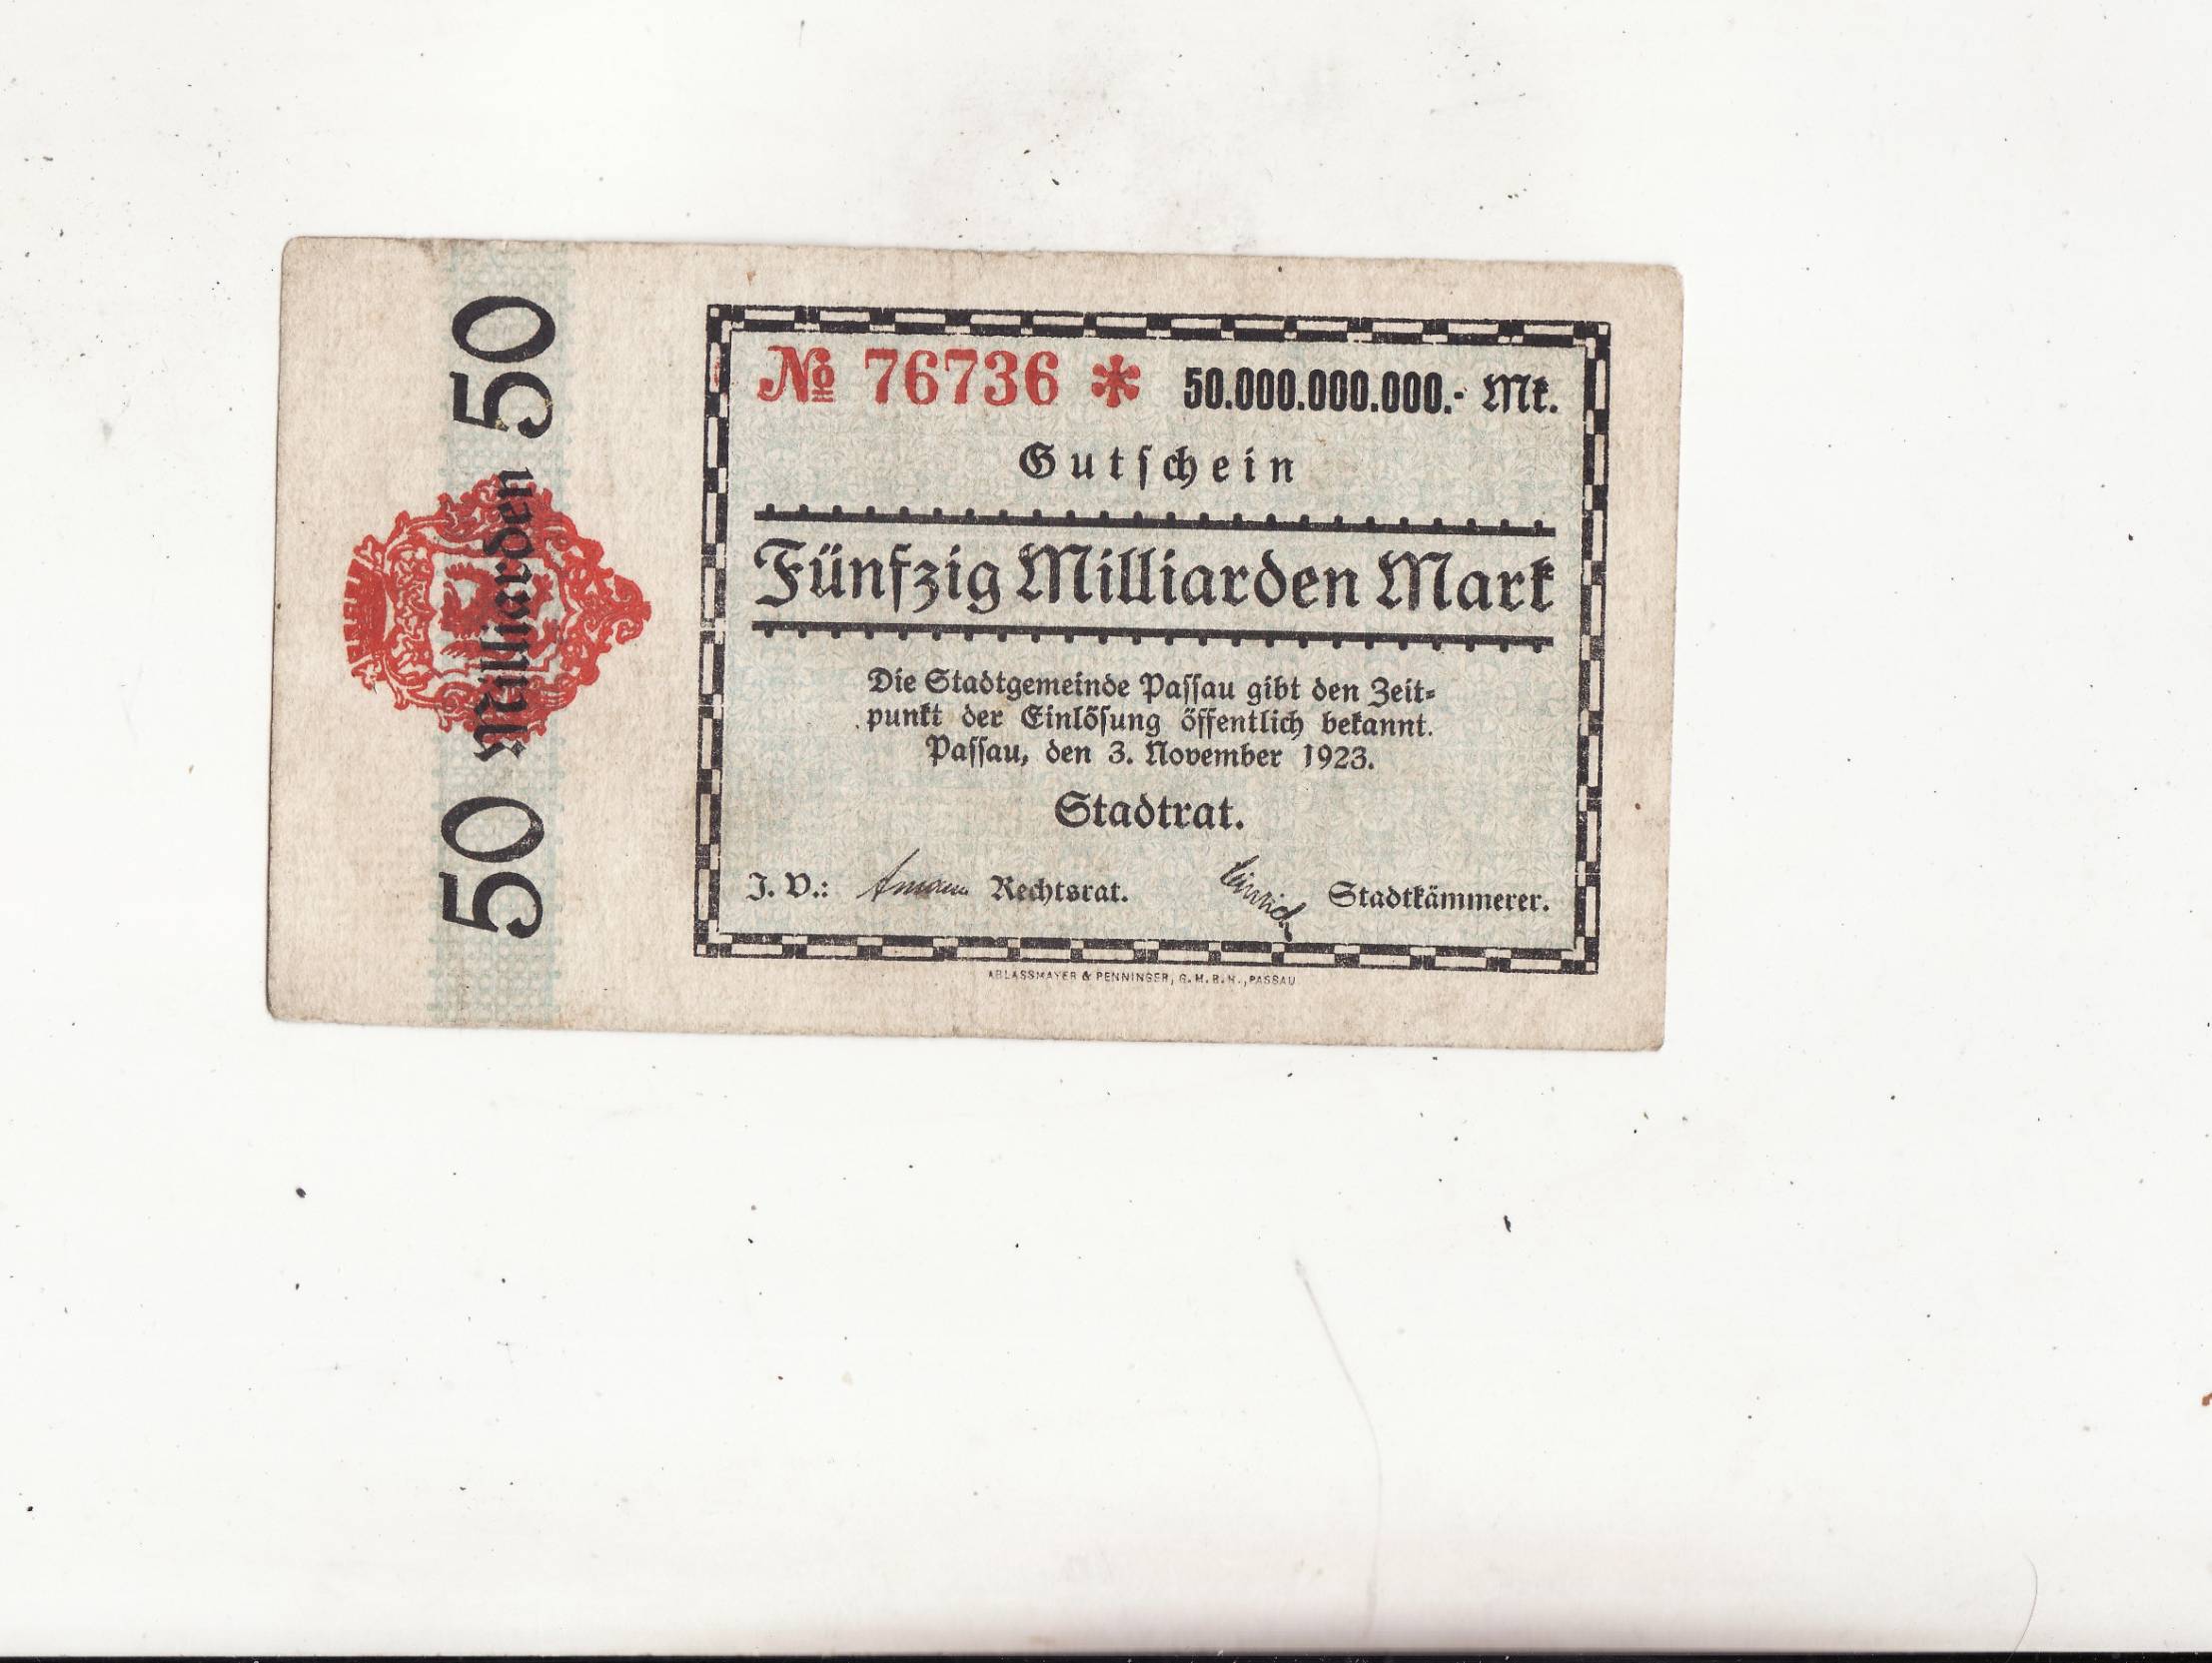 50 Milliarden 50
№ 76736 * 50.000.000.000.- Mk.
Gutschein
Fünfzig Milliarden Mark
Die Stadtgemeinde Passau gibt den Zeit=
punkt der Einlösung öffentlich bekannt.
Passau, den 3. November 1923.
Stadtrat.
J. V.: Rechtsrat. Stadtkämmerer.
ABLASSMAYER & PENNINGER, G.M.B.H., PASSAU